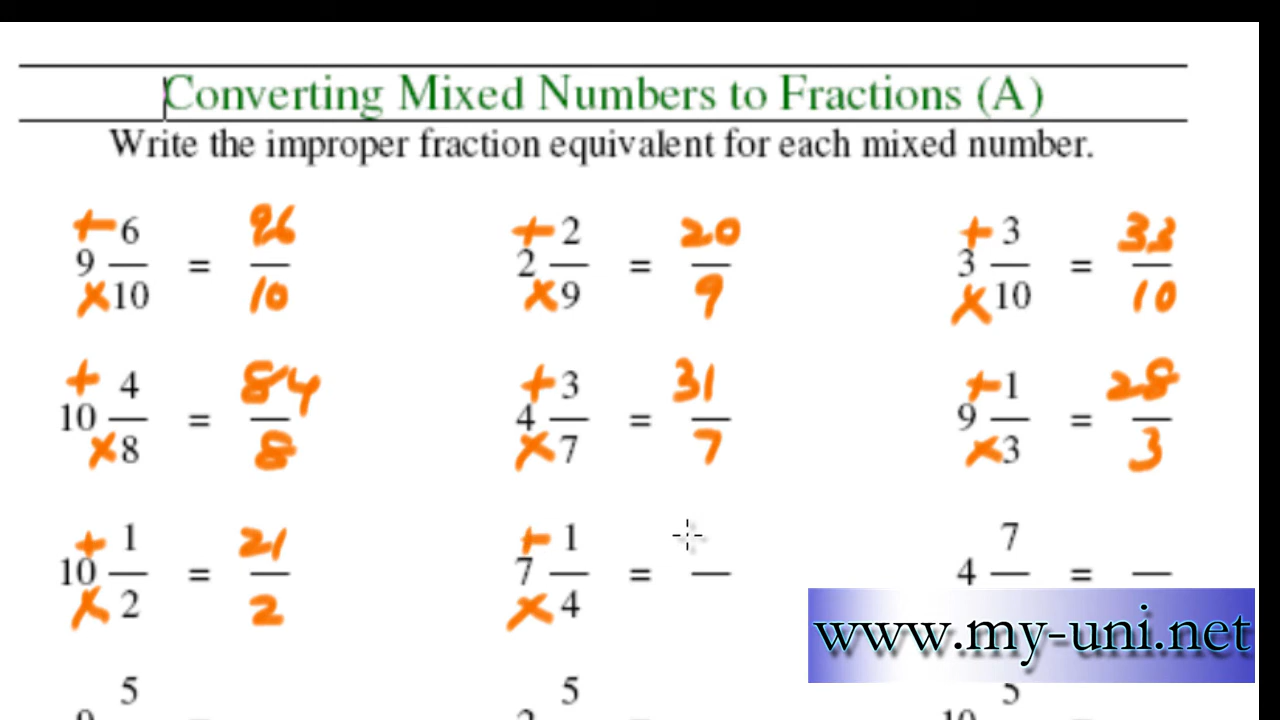 Converting Mixed Numbers to Fractions (A)
Write the improper fraction equivalent for each mixed number.
9 + 6/×10 = 96/10
2 + 2/×9 = 20/9
3 + 3/×10 = 33/10
10 + 4/×8 = 84/8
4 + 3/×7 = 31/7
9 + 1/×3 = 28/3
10 + 1/×2 = 21/2
7 + 1/×4 =
4 7/ =
www.my-uni.net
5
5
5